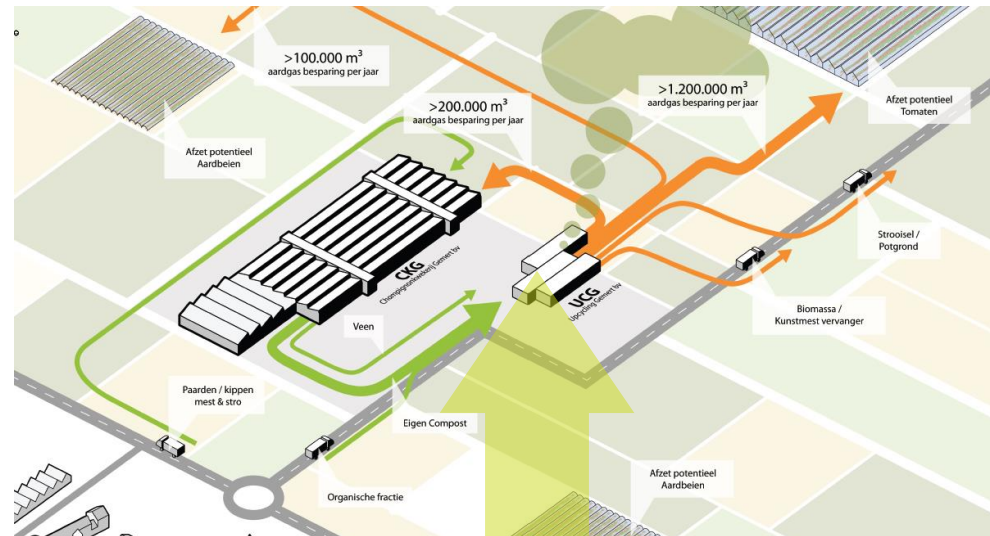 >100.000 m³
aardgas besparing per jaar
>200.000 m³
aardgas besparing per jaar
>1.200.000 m³
aardgas besparing per jaar
Afzet potentieel
Tomaten
Afzet potentieel
Aardbeien
CKG
Champignonkwekerij Gemert bv
UCG
Upcycling Gemert bv
Strooisel /
Potgrond
Biomassa /
Kunstmest vervanger
Veen
Paarden / kippen
mest & stro
Eigen Compost
Organische fractie
Afzet potentieel
Aardbeien